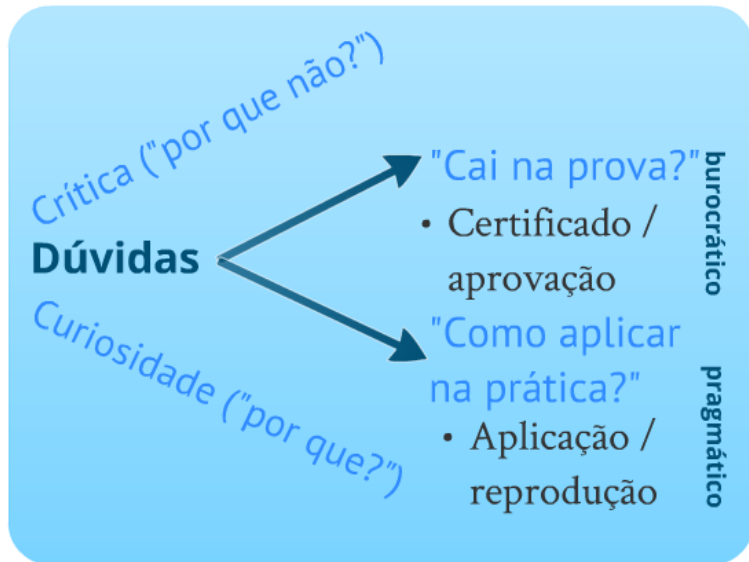 Crítica ("por que não?")
Dúvidas
Curiosidade ("por que?")
"Cai na prova?"
• Certificado /
aprovação
burocrático
"Como aplicar
na prática?"
• Aplicação /
reprodução
pragmático